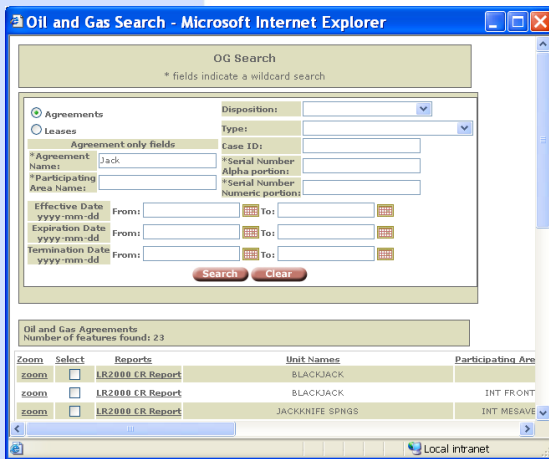 Oil and Gas Search - Microsoft Internet Explorer
OG Search
* fields indicate a wildcard search
Agreements
Leases
Agreement only fields
*Agreement Name: Jack
*Participating Area Name:
Disposition:
Type:
Case ID:
*Serial Number Alpha portion:
*Serial Number Numeric portion:
Effective Date yyyy-mm-dd From: To:
Expiration Date yyyy-mm-dd From: To:
Termination Date yyyy-mm-dd From: To:
Search Clear
Oil and Gas Agreements
Number of features found: 23
Zoom Select Reports Unit Names Participating Are
zoom LR2000 CR Report BLACKJACK
zoom LR2000 CR Report BLACKJACK INT FRONT
zoom LR2000 CR Report JACKKNIFE SPNGS INT MESAVE
Local intranet